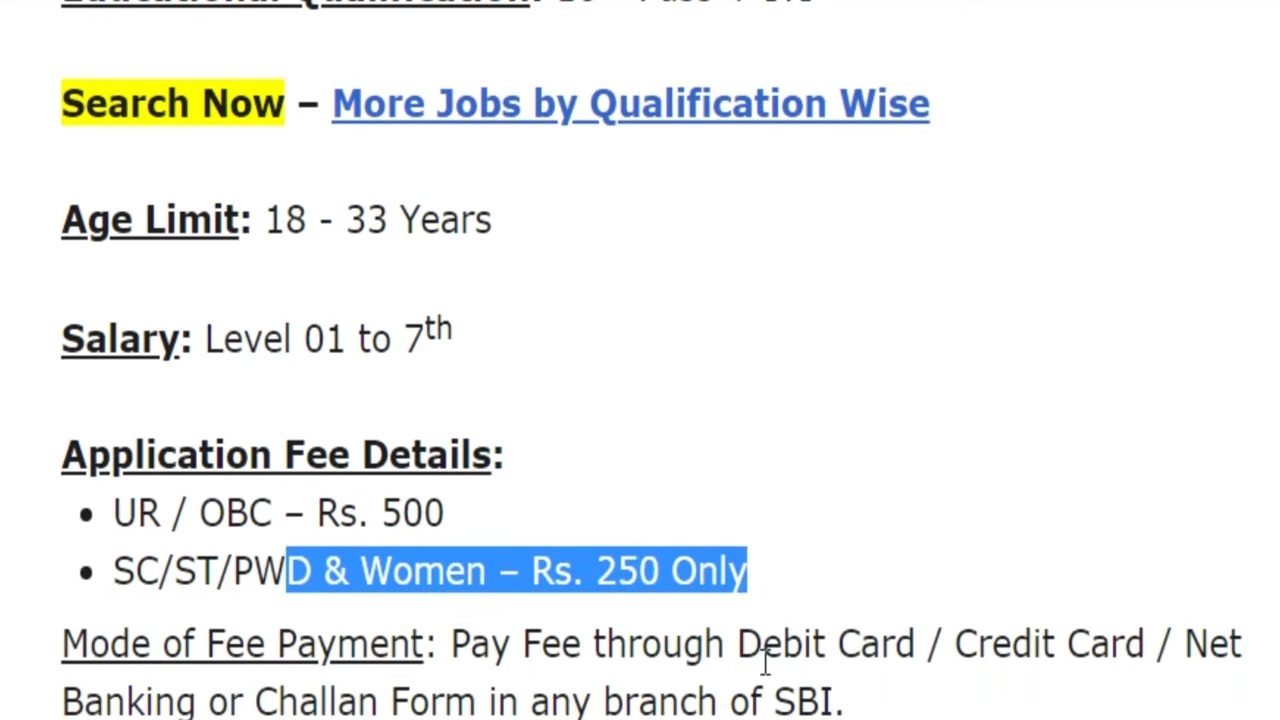 Educational Qualification:
Search Now – More Jobs by Qualification Wise
Age Limit: 18 - 33 Years
Salary: Level 01 to 7th
Application Fee Details:
• UR / OBC – Rs. 500
• SC/ST/PWD & Women – Rs. 250 Only
Mode of Fee Payment: Pay Fee through Debit Card / Credit Card / Net
Banking or Challan Form in any branch of SBI.